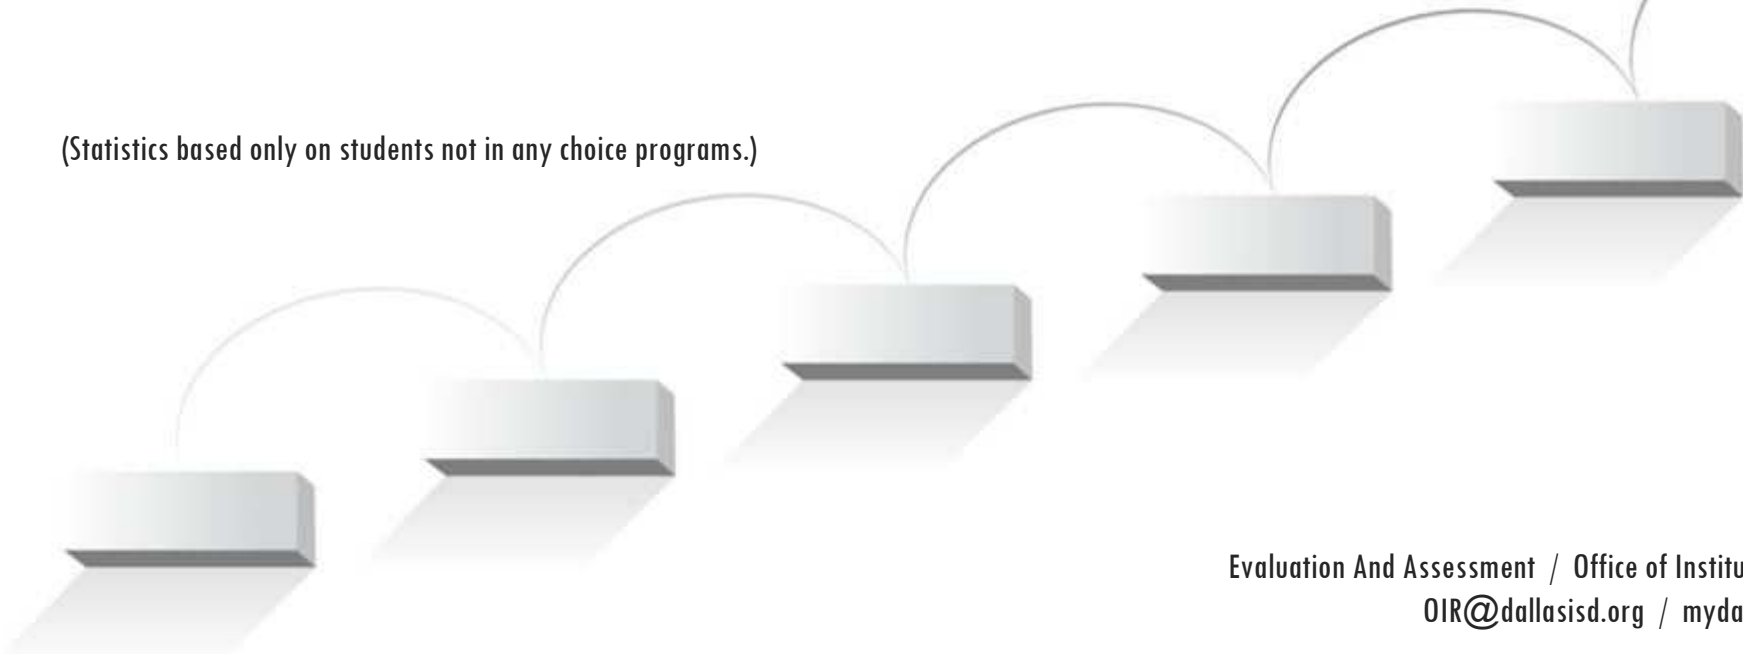 (Statistics based only on students not in any choice programs.)
Evaluation And Assessment / Office of Institu
OIR@dallasisd.org / myda